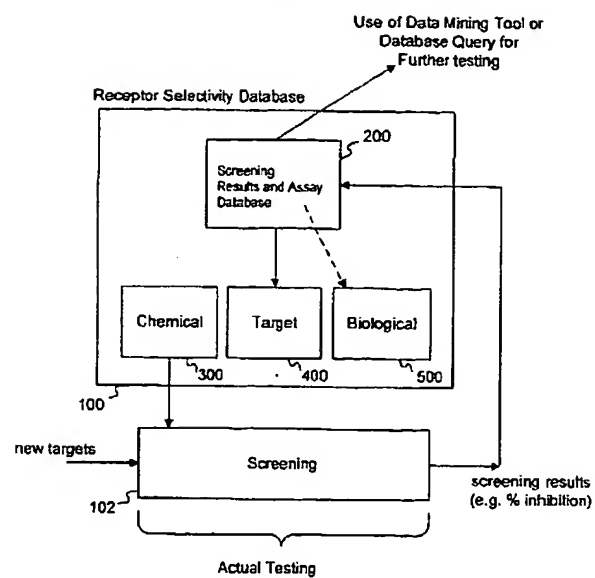 Use of Data Mining Tool or
Database Query for
Further testing
Receptor Selectivity Database
200
Screening
Results and Assay
Database
Chemical
Target
Biological
300
400
500
100
new targets
Screening
screening results
(e.g. % inhibition)
102
Actual Testing